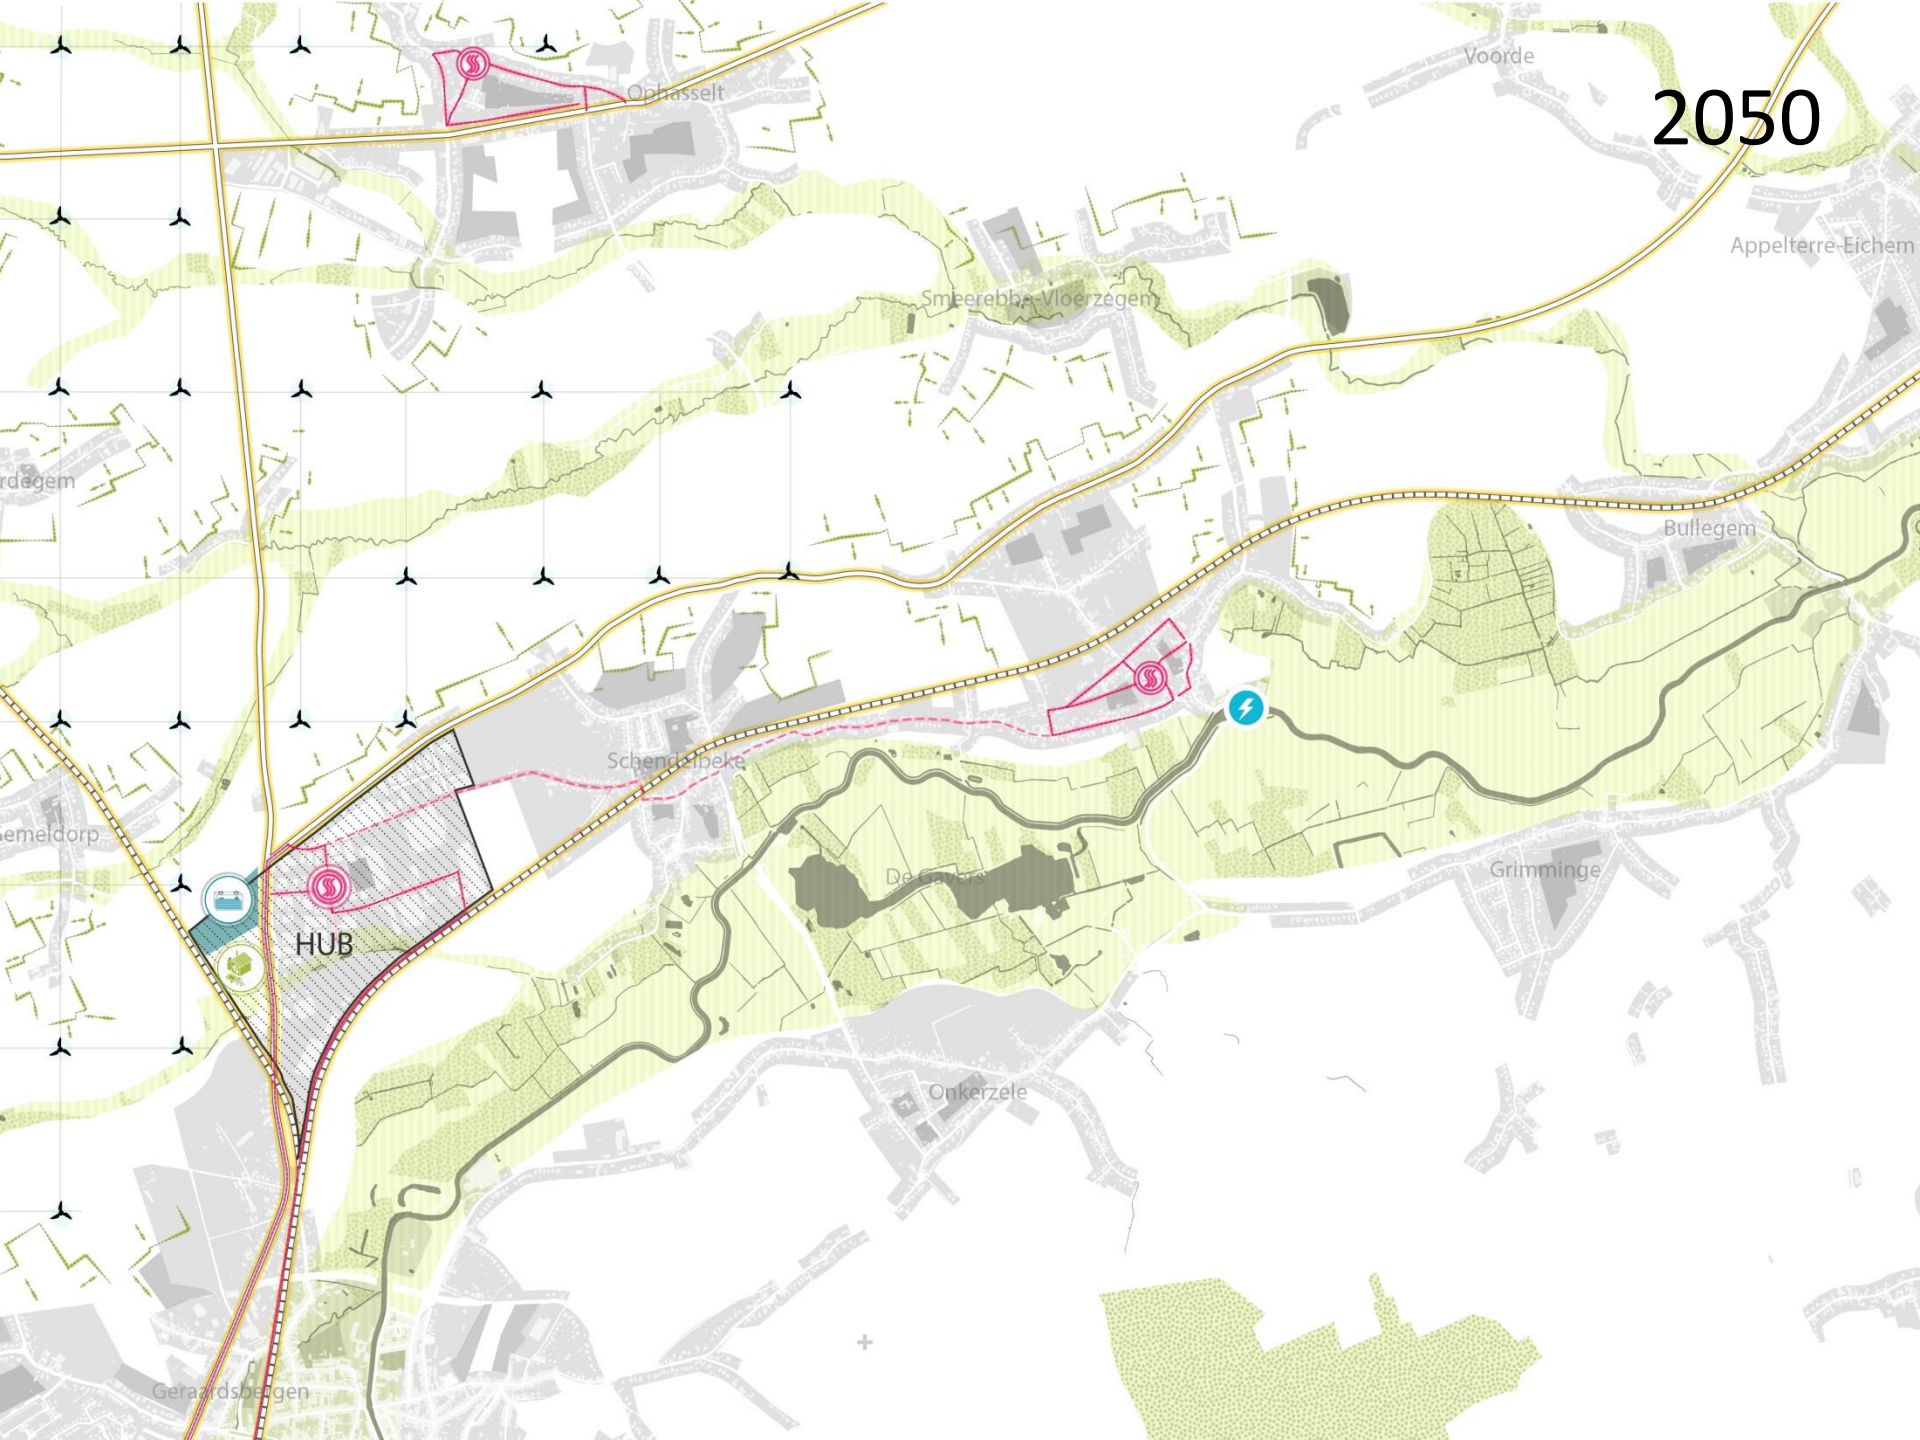 Voorde
Ophasselt
2050
Appelterre-Eichem
Smeerebbe-Vloerzegem
rdegem
Bullegem
Schendelbeke
emeldorp
De Gavers
Grimminge
HUB
Onkerzele
Geraardsbergen